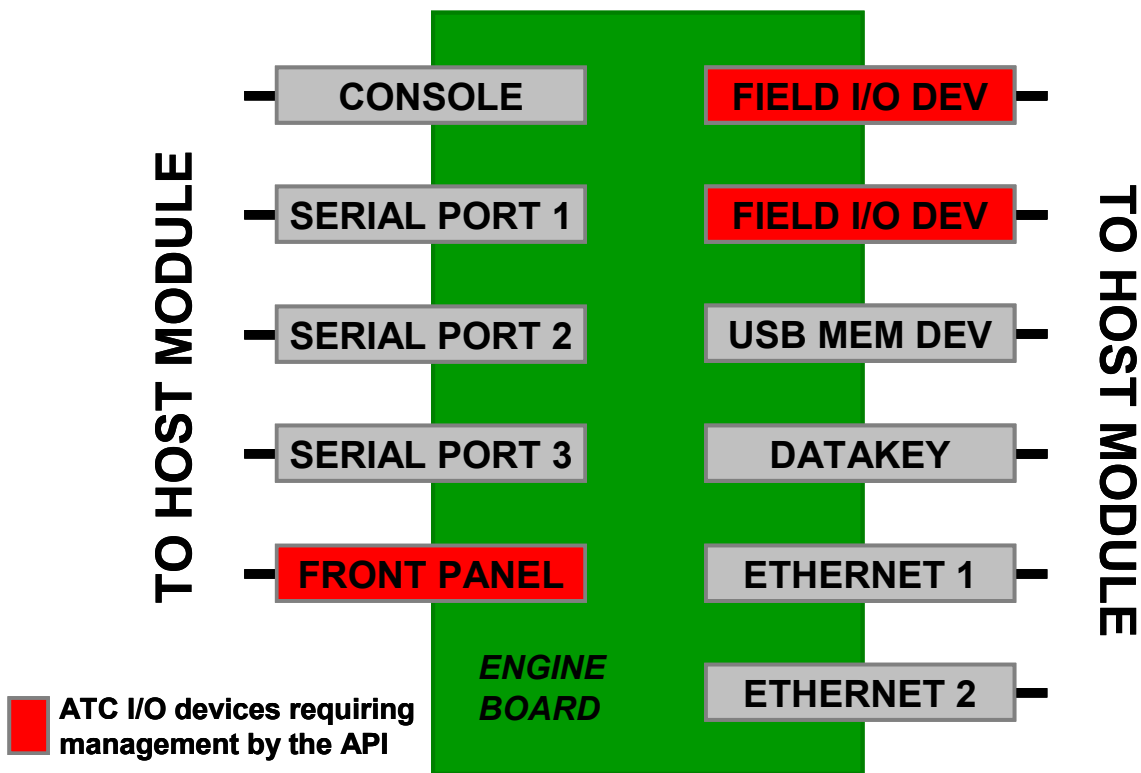 TO HOST MODULE
CONSOLE
SERIAL PORT 1
SERIAL PORT 2
SERIAL PORT 3
FRONT PANEL
FIELD I/O DEV
FIELD I/O DEV
USB MEM DEV
DATAKEY
ETHERNET 1
ETHERNET 2
TO HOST MODULE
ENGINE
BOARD
ATC I/O devices requiring
management by the API